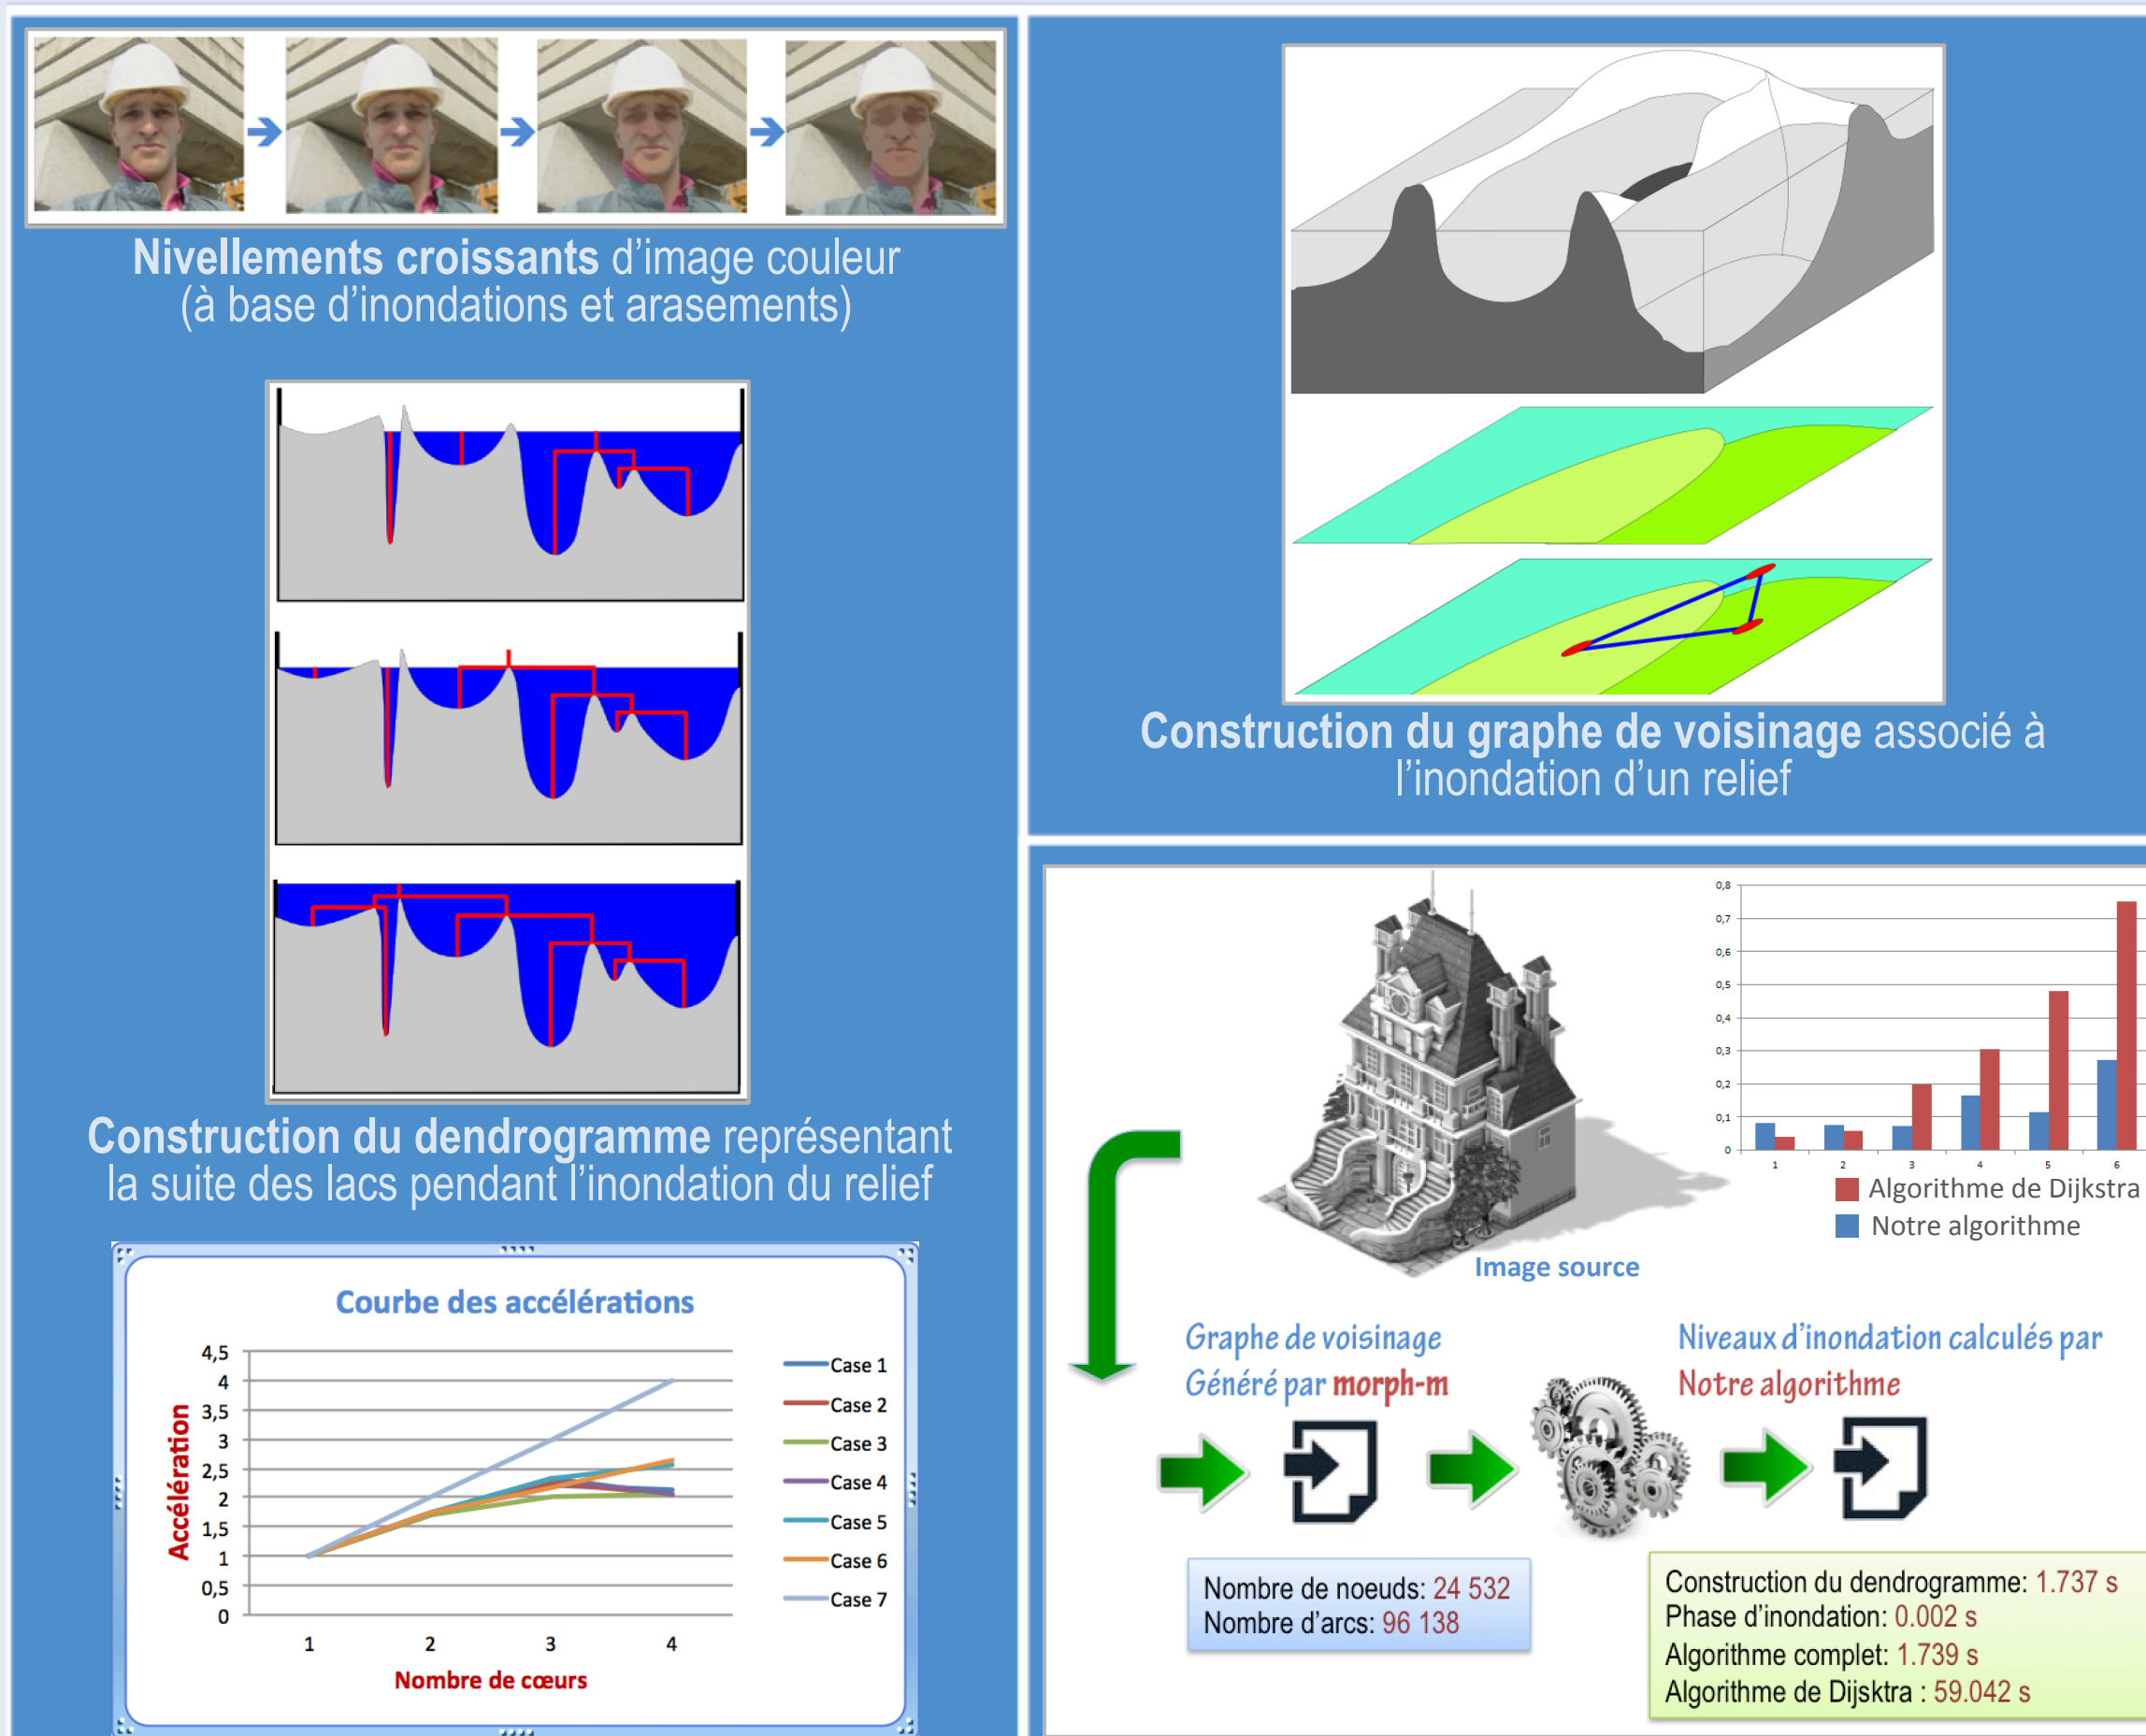 Nivellements croissants d'image couleur
(à base d'inondations et arasements)
Construction du dendrogramme représentant
la suite des lacs pendant l'inondation du relief
Courbe des accélérations
Accélération
4,5
4
3,5
3
2,5
2
1,5
1
0,5
0
1 2 3 4
Nombre de cœurs
Case 1
Case 2
Case 3
Case 4
Case 5
Case 6
Case 7
Construction du graphe de voisinage associé à
l'inondation d'un relief
0,8
0,7
0,6
0,5
0,4
0,3
0,2
0,1
0
1 2 3 4 5 6
Algorithme de Dijkstra
Notre algorithme
Image source
Graphe de voisinage
Généré par morph-m
Niveaux d'inondation calculés par
Notre algorithme
Nombre de noeuds: 24 532
Nombre d'arcs: 96 138
Construction du dendrogramme: 1.737 s
Phase d'inondation: 0.002 s
Algorithme complet: 1.739 s
Algorithme de Dijsktra : 59.042 s